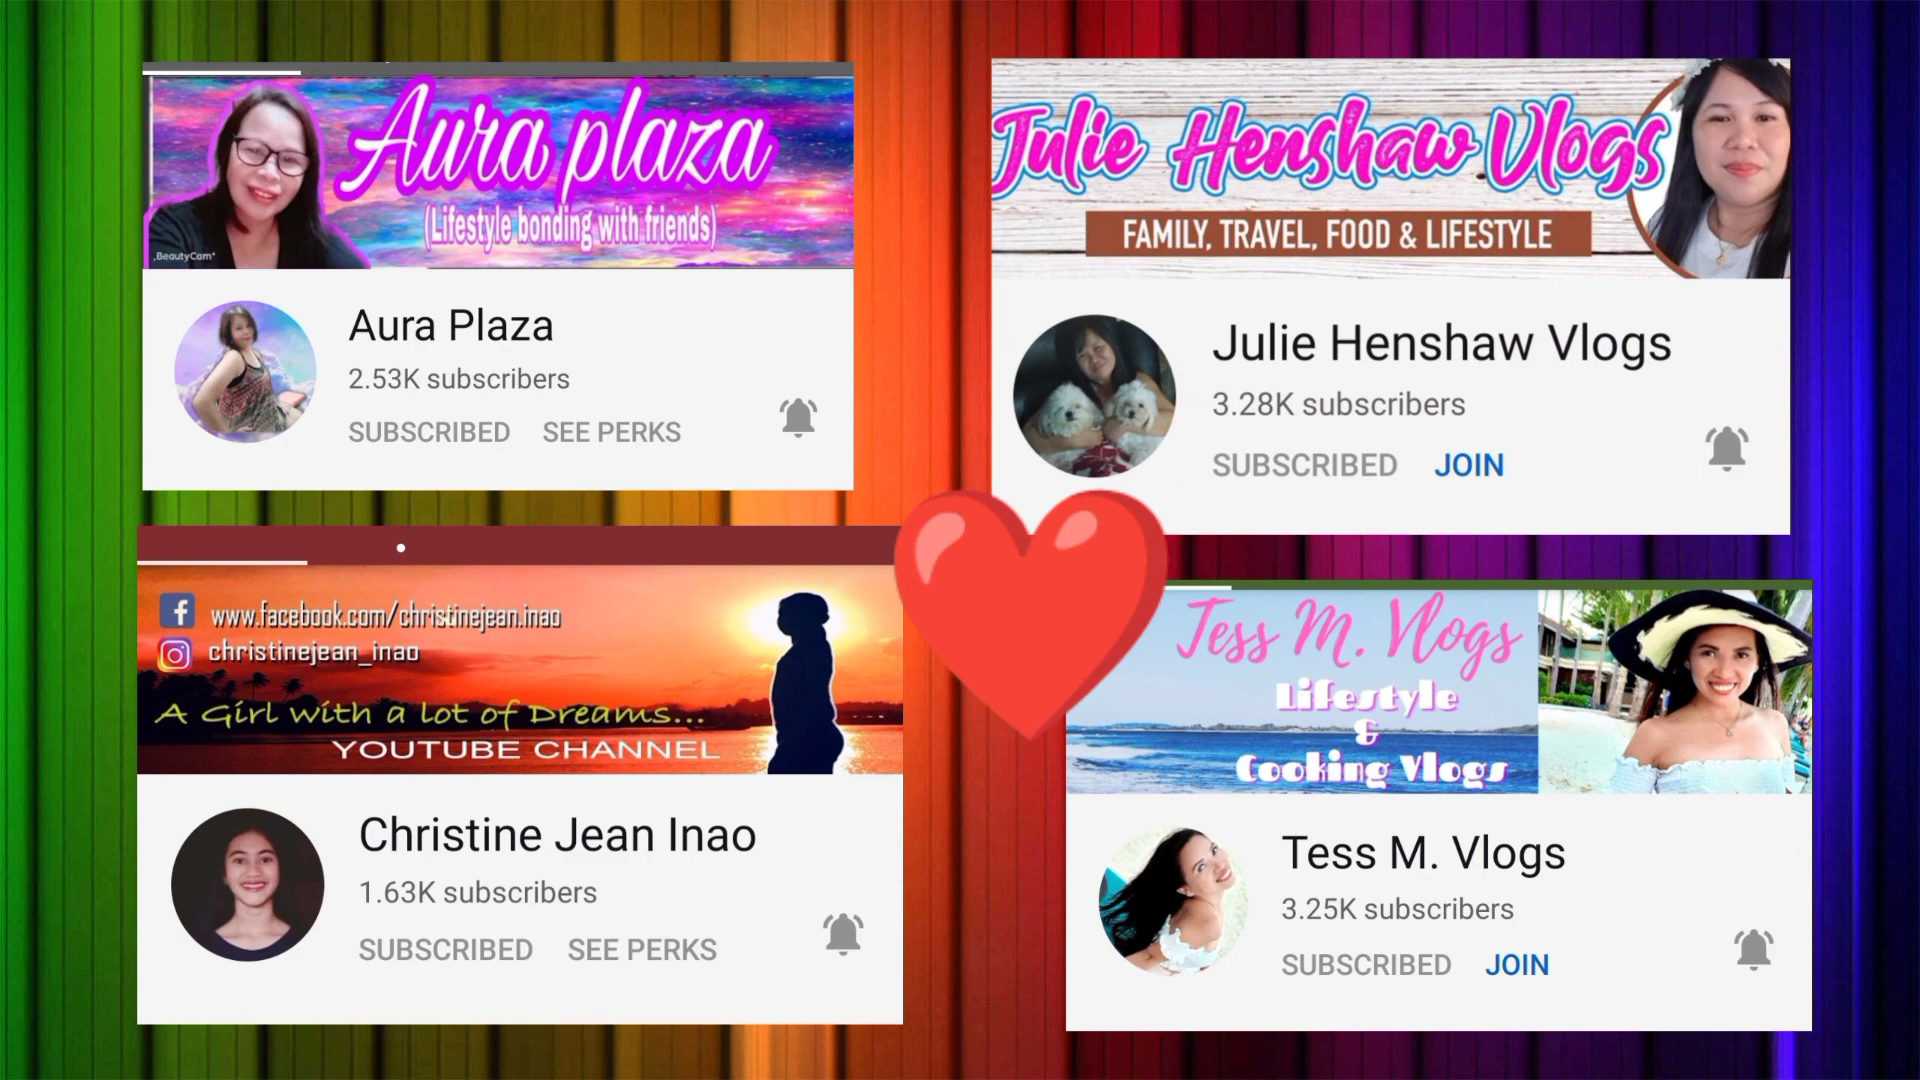 Aura plaza
(Lifestyle bonding with friends)
BeautyCam
Aura Plaza
2.53K subscribers
SUBSCRIBED SEE PERKS
Julie Henshaw Vlogs
FAMILY, TRAVEL, FOOD & LIFESTYLE
Julie Henshaw Vlogs
3.28K subscribers
SUBSCRIBED JOIN
www.facebook.com/christinejean.inao
christinejean_inao
A Girl with a lot of Dreams...
YOUTUBE CHANNEL
Christine Jean Inao
1.63K subscribers
SUBSCRIBED SEE PERKS
Tess M. Vlogs
Lifestyle
&
Cooking Vlogs
Tess M. Vlogs
3.25K subscribers
SUBSCRIBED JOIN